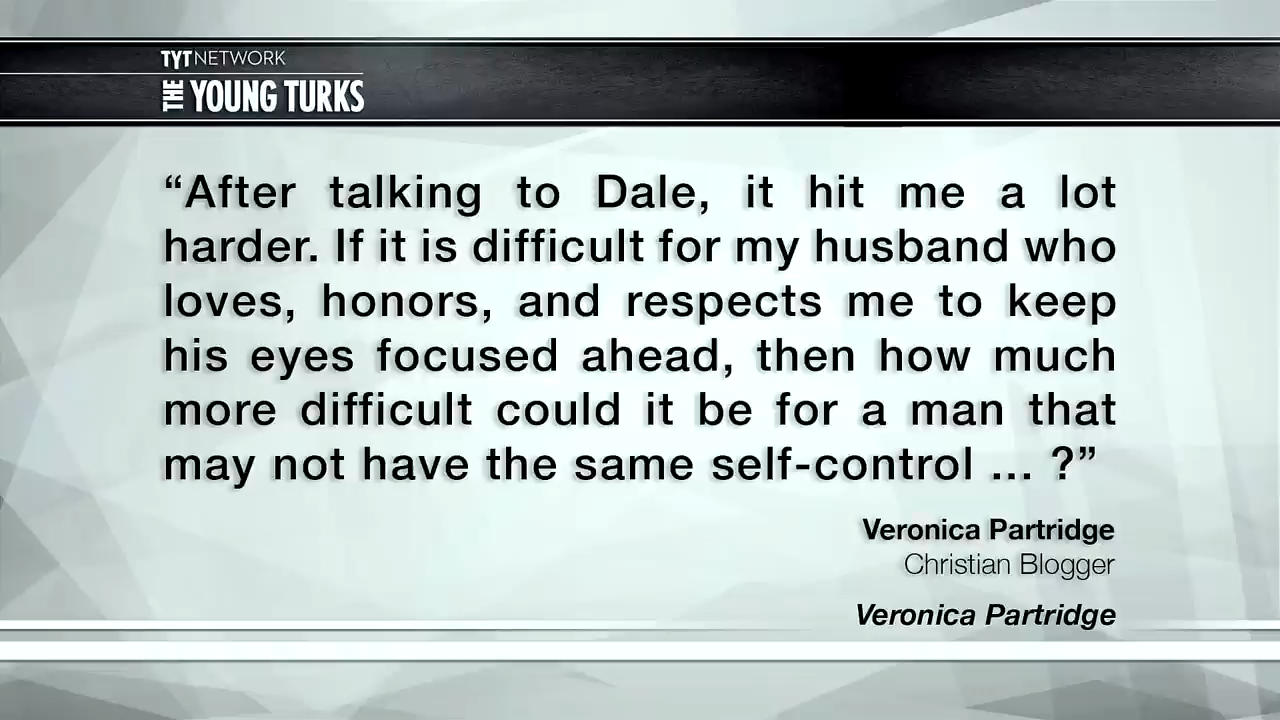 TYT NETWORK
THE YOUNG TURKS
“After talking to Dale, it hit me a lot
harder. If it is difficult for my husband who
loves, honors, and respects me to keep
his eyes focused ahead, then how much
more difficult could it be for a man that
may not have the same self-control ... ?”
Veronica Partridge
Christian Blogger
Veronica Partridge